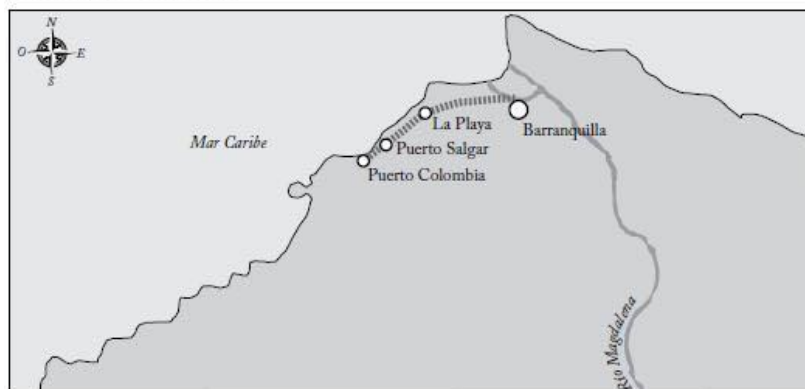 N
O
E
S
La Playa
Mar Caribe
Barranquilla
Puerto Salgar
Puerto Colombia
Río Magdalena